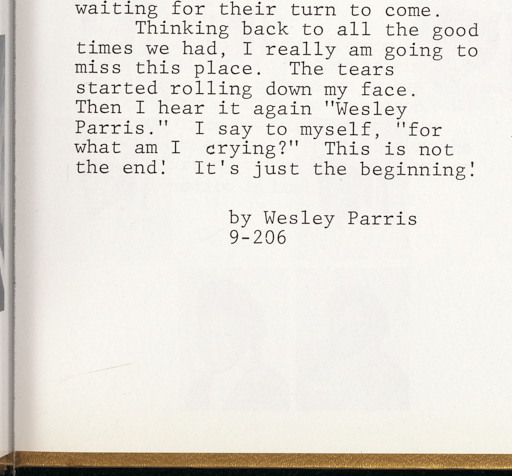 waiting for their turn to come.
Thinking back to all the good
times we had, I really am going to
miss this place. The tears
started rolling down my face.
Then I hear it again "Wesley
Parris." I say to myself, "for
what am I crying?" This is not
the end! It's just the beginning!
by Wesley Parris
9-206